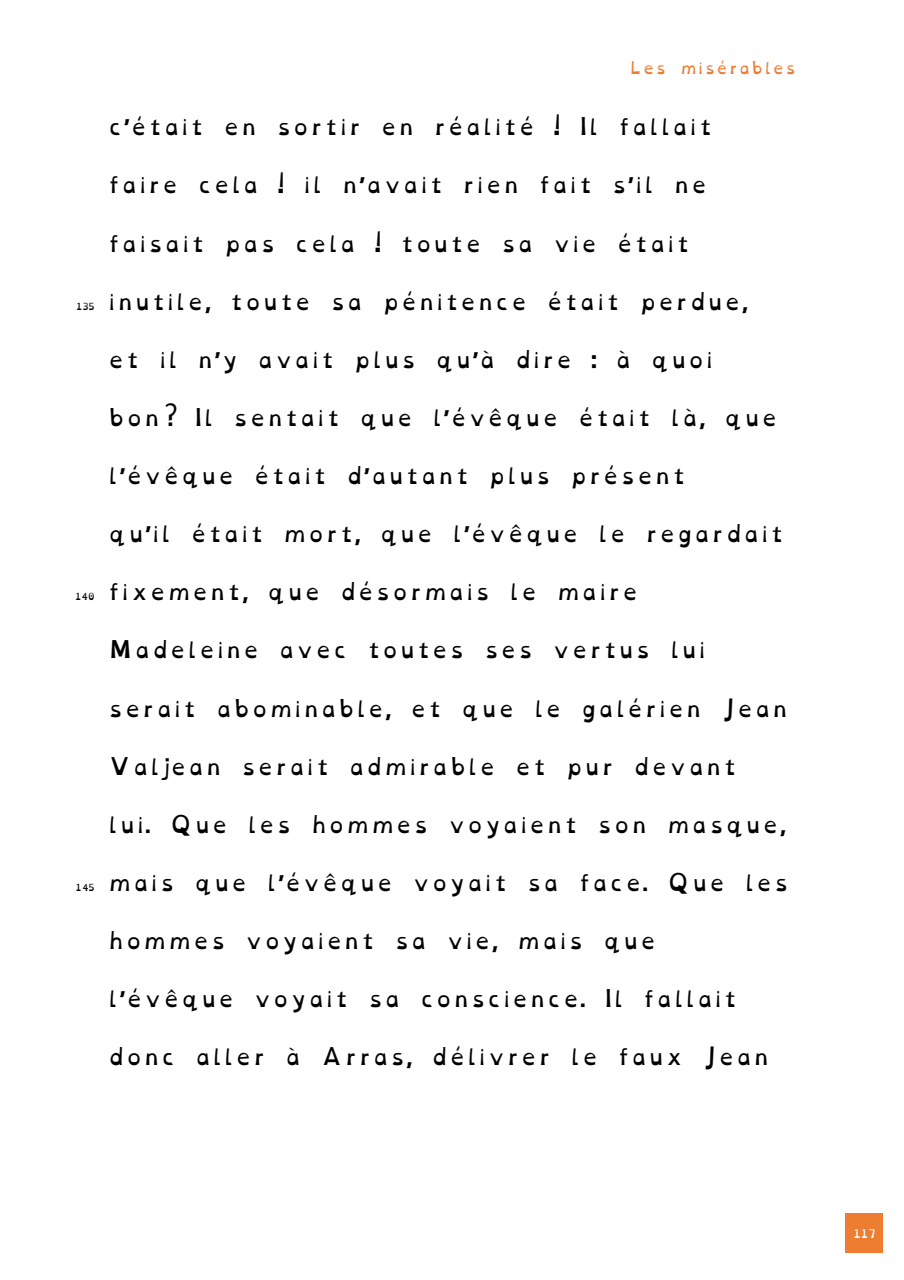 Les misérables
c'était en sortir en réalité ! Il fallait
faire cela ! il n'avait rien fait s'il ne
faisait pas cela ! toute sa vie était
135 inutile, toute sa pénitence était perdue,
et il n'y avait plus qu'à dire : à quoi
bon? Il sentait que l'évêque était là, que
l'évêque était d'autant plus présent
qu'il était mort, que l'évêque le regardait
140 fixement, que désormais le maire
Madeleine avec toutes ses vertus lui
serait abominable, et que le galérien Jean
Valjean serait admirable et pur devant
lui. Que les hommes voyaient son masque,
145 mais que l'évêque voyait sa face. Que les
hommes voyaient sa vie, mais que
l'évêque voyait sa conscience. Il fallait
donc aller à Arras, délivrer le faux Jean
117